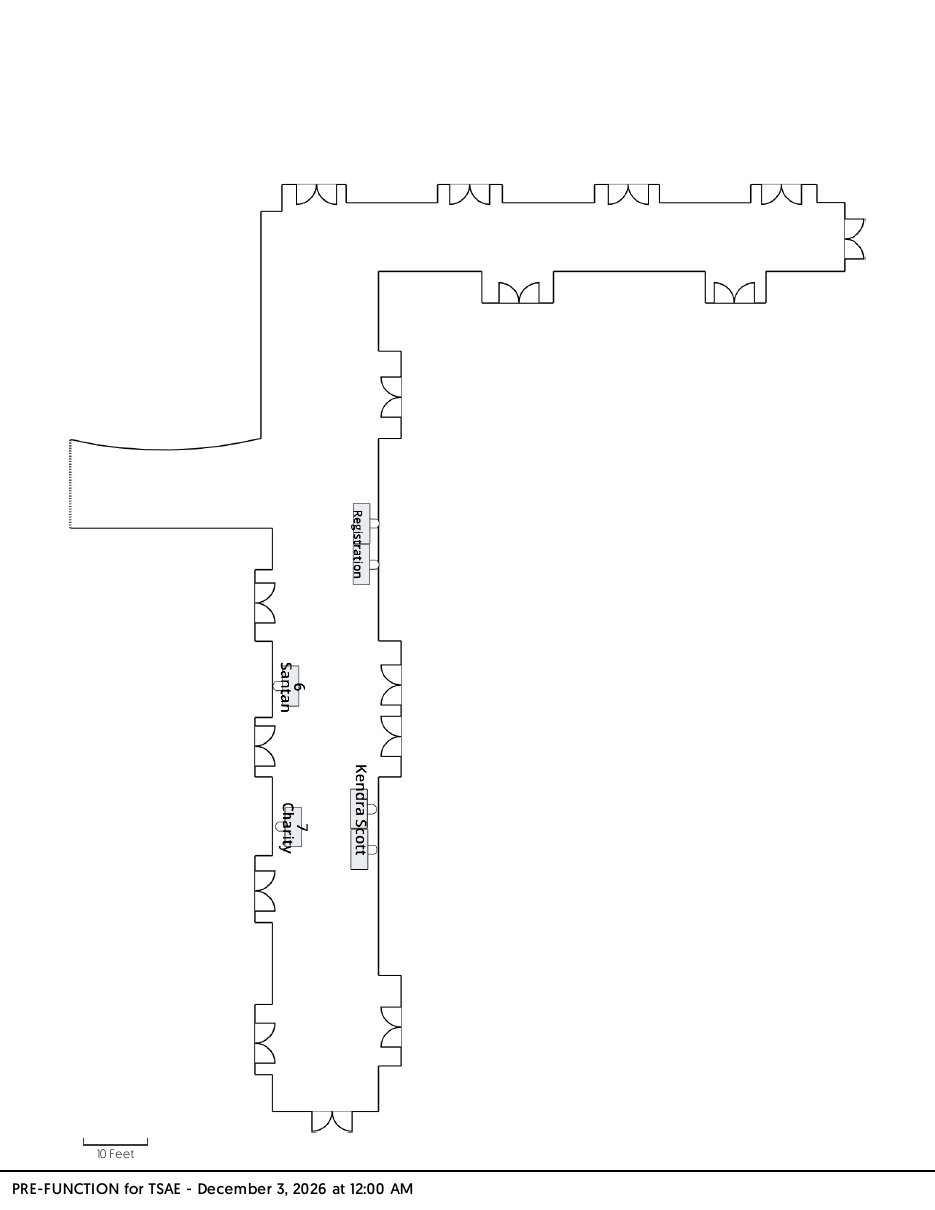 Registration
6
Santan
Kendra Scott
7
Charity
10 Feet
PRE-FUNCTION for TSAE - December 3, 2026 at 12:00 AM